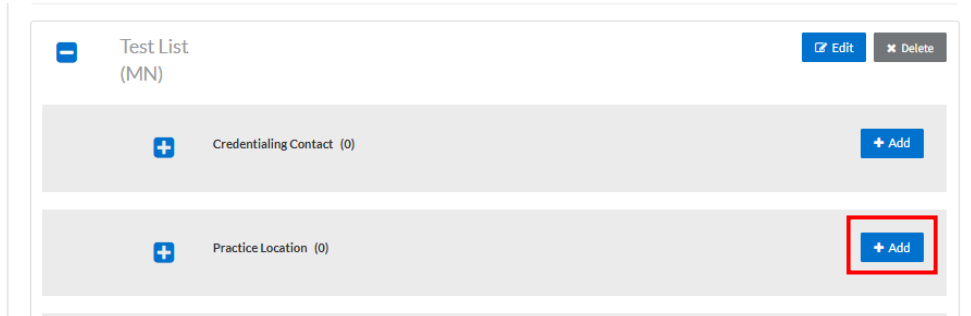 Test List
(MN)
Edit
Delete
Credentialing Contact (0)
Add
Practice Location (0)
Add